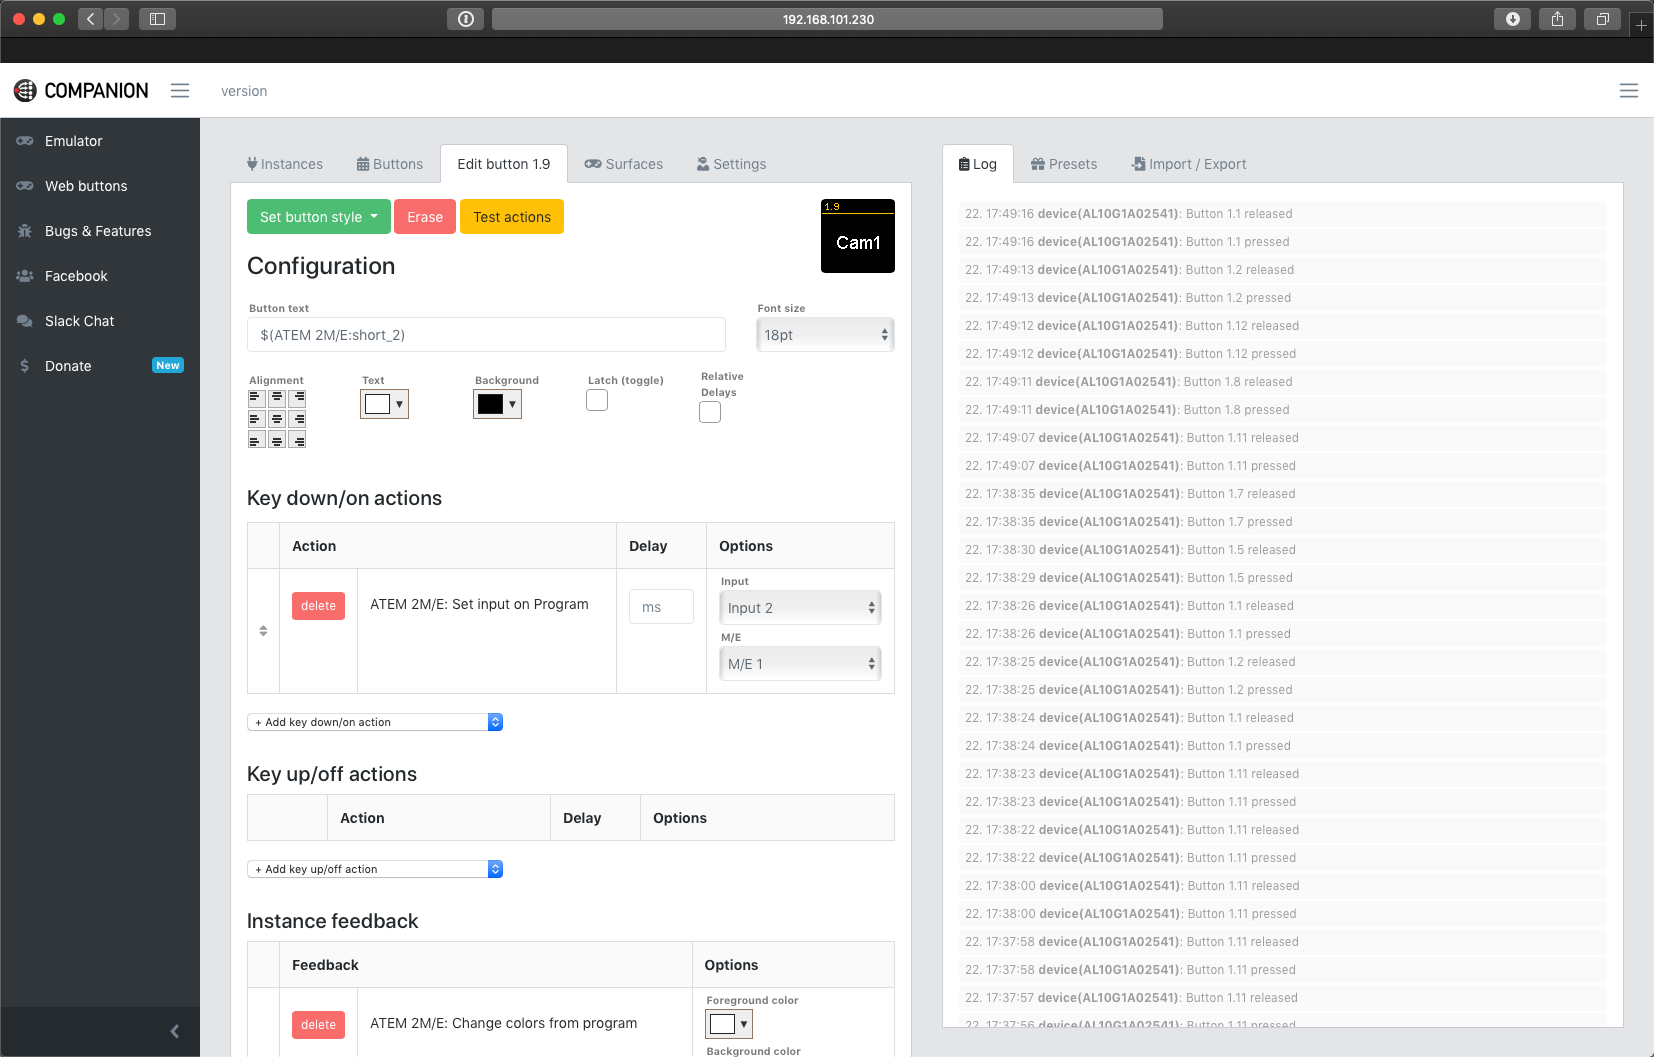 192.168.101.230
COMPANION
version
Emulator
Web buttons
Bugs & Features
Facebook
Slack Chat
Donate New
Instances
Buttons
Edit button 1.9
Surfaces
Settings
Set button style
Erase
Test actions
1.9
Cam1
Configuration
Button text
Font size
$(ATEM 2M/E:short_2)
18pt
Alignment
Text
Background
Latch (toggle)
Relative
Delays
Key down/on actions
Action
Delay
Options
delete
ATEM 2M/E: Set input on Program
ms
Input
Input 2
M/E
M/E 1
+ Add key down/on action
Key up/off actions
Action
Delay
Options
+ Add key up/off action
Instance feedback
Feedback
Options
delete
ATEM 2M/E: Change colors from program
Foreground color
Background color
Log
Presets
Import / Export
22. 17:49:16 device(AL10G1A02541): Button 1.1 released
22. 17:49:16 device(AL10G1A02541): Button 1.1 pressed
22. 17:49:13 device(AL10G1A02541): Button 1.2 released
22. 17:49:13 device(AL10G1A02541): Button 1.2 pressed
22. 17:49:12 device(AL10G1A02541): Button 1.12 released
22. 17:49:12 device(AL10G1A02541): Button 1.12 pressed
22. 17:49:11 device(AL10G1A02541): Button 1.8 released
22. 17:49:11 device(AL10G1A02541): Button 1.8 pressed
22. 17:49:07 device(AL10G1A02541): Button 1.11 released
22. 17:49:07 device(AL10G1A02541): Button 1.11 pressed
22. 17:38:35 device(AL10G1A02541): Button 1.7 released
22. 17:38:35 device(AL10G1A02541): Button 1.7 pressed
22. 17:38:30 device(AL10G1A02541): Button 1.5 released
22. 17:38:29 device(AL10G1A02541): Button 1.5 pressed
22. 17:38:26 device(AL10G1A02541): Button 1.1 released
22. 17:38:26 device(AL10G1A02541): Button 1.1 pressed
22. 17:38:25 device(AL10G1A02541): Button 1.2 released
22. 17:38:25 device(AL10G1A02541): Button 1.2 pressed
22. 17:38:24 device(AL10G1A02541): Button 1.1 released
22. 17:38:24 device(AL10G1A02541): Button 1.1 pressed
22. 17:38:23 device(AL10G1A02541): Button 1.11 released
22. 17:38:23 device(AL10G1A02541): Button 1.11 pressed
22. 17:38:22 device(AL10G1A02541): Button 1.11 released
22. 17:38:22 device(AL10G1A02541): Button 1.11 pressed
22. 17:38:00 device(AL10G1A02541): Button 1.11 released
22. 17:38:00 device(AL10G1A02541): Button 1.11 pressed
22. 17:37:58 device(AL10G1A02541): Button 1.11 released
22. 17:37:58 device(AL10G1A02541): Button 1.11 pressed
22. 17:37:57 device(AL10G1A02541): Button 1.11 released
22. 17:37:56 device(AL10G1A02541): Button 1.11 pressed